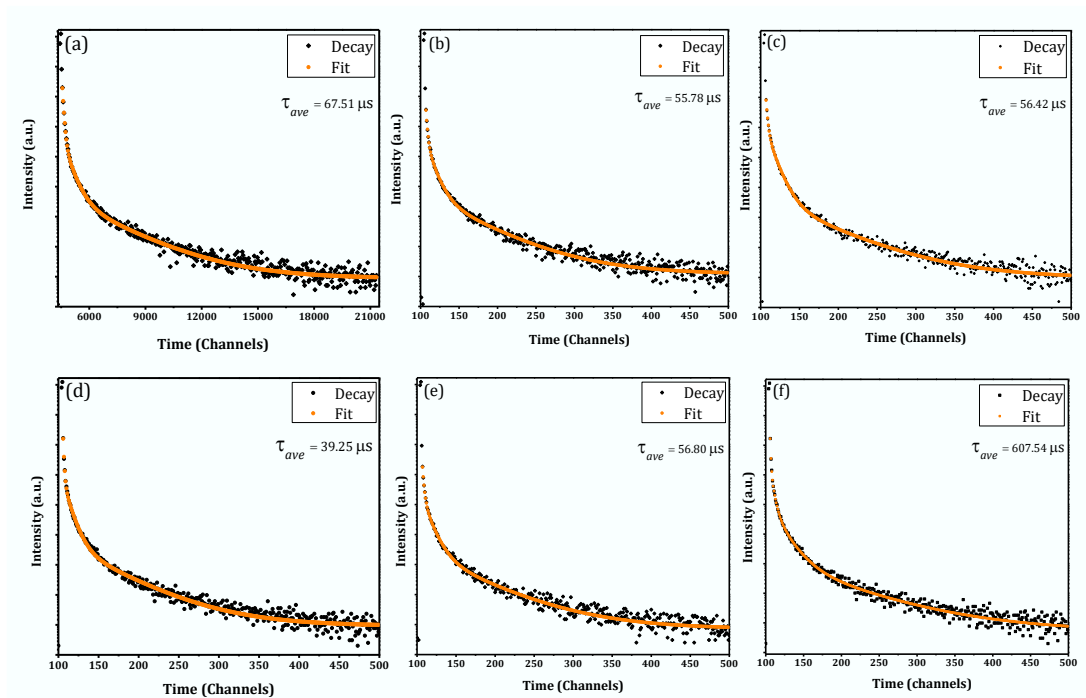 (a)
Decay
Fit
τave = 67.51 μs
Intensity (a.u.)
6000 9000 12000 15000 18000 21000
Time (Channels)
(b)
Decay
Fit
τave = 55.78 μs
Intensity (a.u.)
100 150 200 250 300 350 400 450 500
Time (Channels)
(c)
Decay
Fit
τave = 56.42 μs
Intensity (a.u.)
100 150 200 250 300 350 400 450 500
Time (Channels)
(d)
Decay
Fit
τave = 39.25 μs
Intensity (a.u.)
100 150 200 250 300 350 400 450 500
Time (Channels)
(e)
Decay
Fit
τave = 56.80 μs
Intensity (a.u.)
100 150 200 250 300 350 400 450 500
Time (Channels)
(f)
Decay
Fit
τave = 607.54 μs
Intensity (a.u.)
100 150 200 250 300 350 400 450 500
Time (channels)